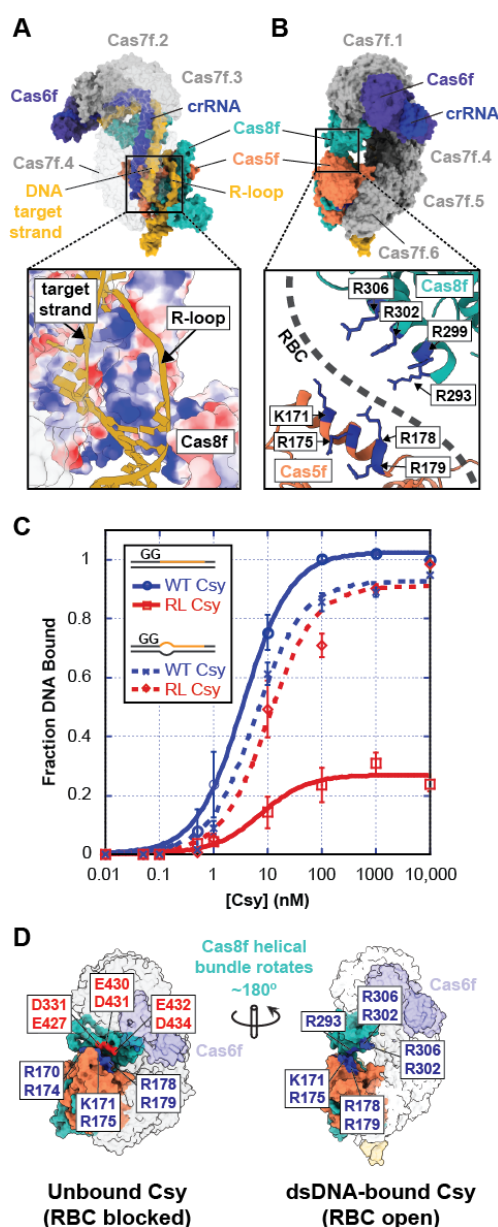 A
Cas7f.2
Cas7f.3
Cas6f
crRNA
Cas8f
Cas7f.4
Cas5f
DNA
target
strand
R-loop
target
strand
R-loop
Cas8f
B
Cas7f.1
Cas6f
crRNA
Cas8f
Cas5f
Cas7f.4
Cas7f.5
Cas7f.6
R306
Cas8f
R302
R299
RBC
R293
K171
R175
R178
R179
Cas5f
C
Fraction DNA Bound
1
0.8
0.6
0.4
0.2
0
GG
WT Csy
RL Csy
GG
WT Csy
RL Csy
0.01 0.1 1 10 100 1000 10,000
[Csy] (nM)
D
Cas8f helical
bundle rotates
~180º
E430
D431
D331
E427
E432
D434
Cas6f
R170
R174
K171
R175
R178
R179
R306
R302
Cas6f
R293
R306
R302
K171
R175
R178
R179
Unbound Csy
(RBC blocked)
dsDNA-bound Csy
(RBC open)